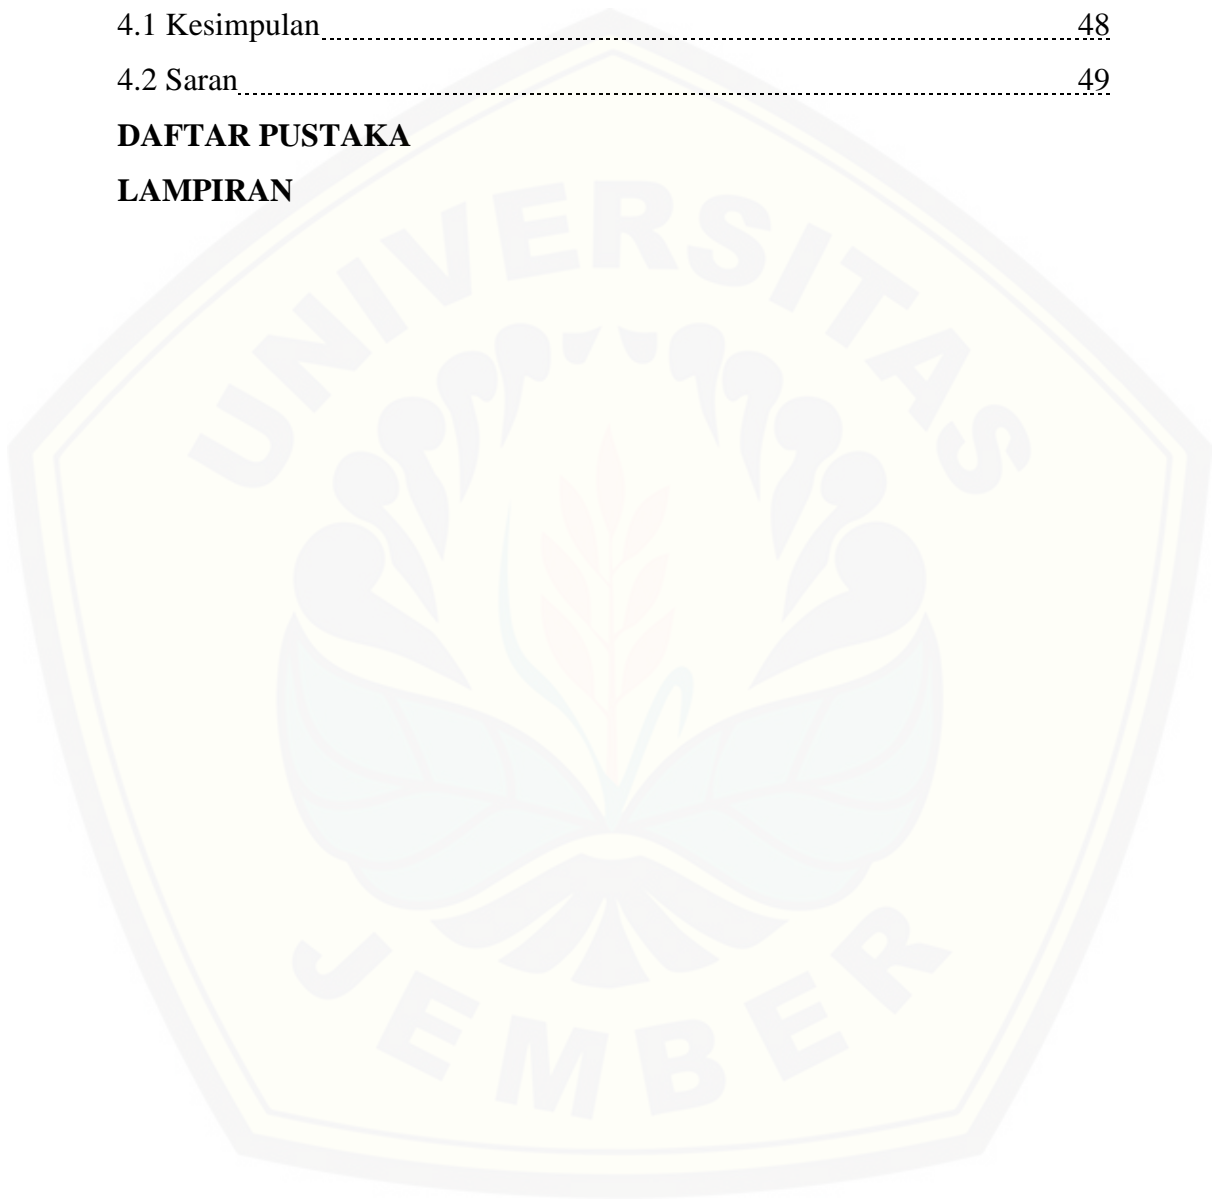 4.1 Kesimpulan 48
4.2 Saran 49
DAFTAR PUSTAKA
LAMPIRAN
UNIVERSITAS
JEMBER